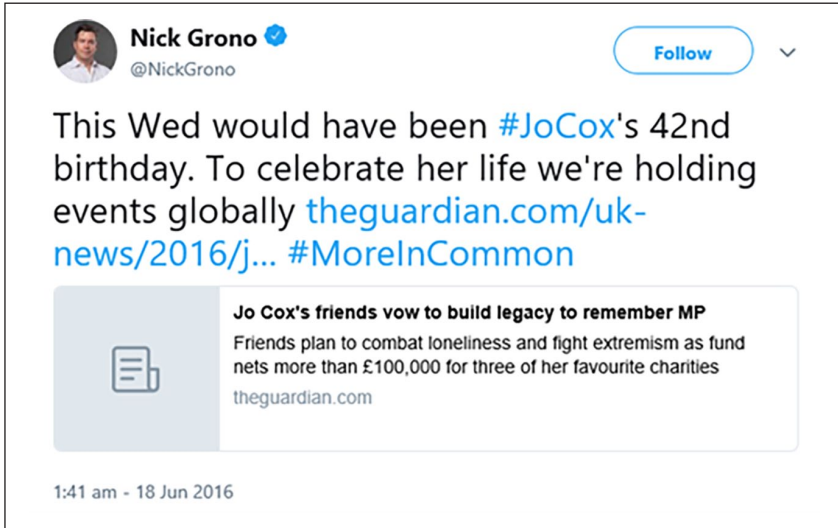 Nick Grono
@NickGrono
Follow
This Wed would have been #JoCox's 42nd
birthday. To celebrate her life we're holding
events globally theguardian.com/uk-
news/2016/j... #MoreInCommon
Jo Cox's friends vow to build legacy to remember MP
Friends plan to combat loneliness and fight extremism as fund
nets more than £100,000 for three of her favourite charities
theguardian.com
1:41 am - 18 Jun 2016